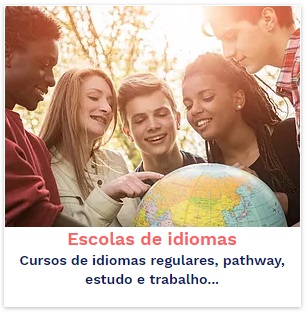 Escolas de idiomas
Cursos de idiomas regulares, pathway,
estudo e trabalho...